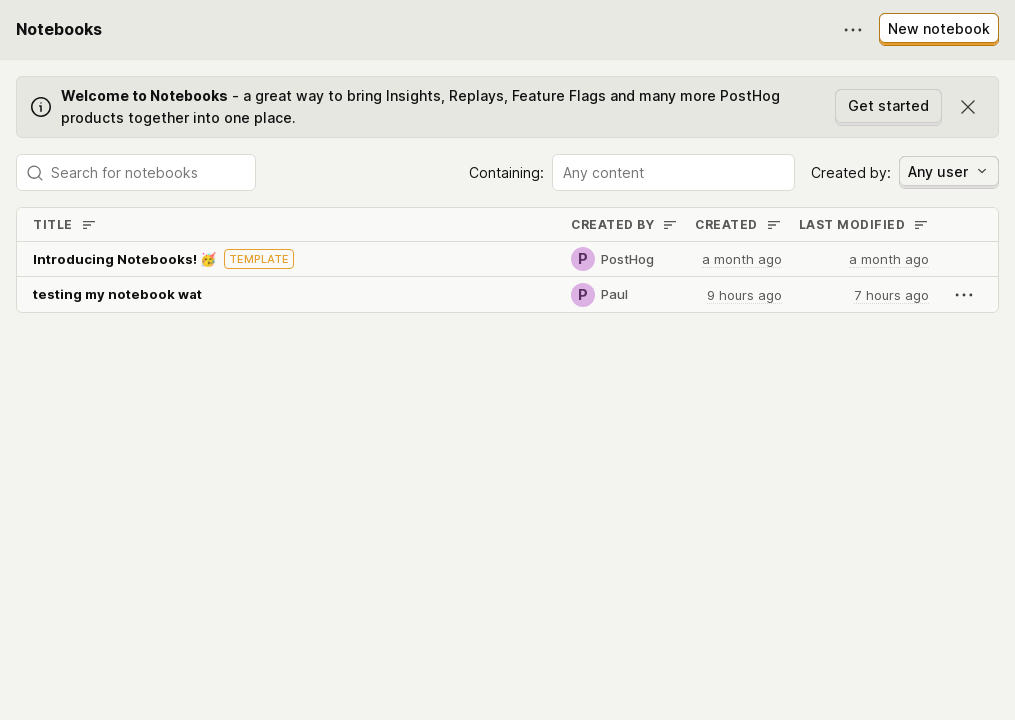 Notebooks
New notebook
Welcome to Notebooks - a great way to bring Insights, Replays, Feature Flags and many more PostHog
products together into one place.
Get started
Search for notebooks
Containing:
Any content
Created by:
Any user
TITLE CREATED BY CREATED LAST MODIFIED
Introducing Notebooks! 🥳 TEMPLATE P PostHog a month ago a month ago
testing my notebook wat P Paul 9 hours ago 7 hours ago